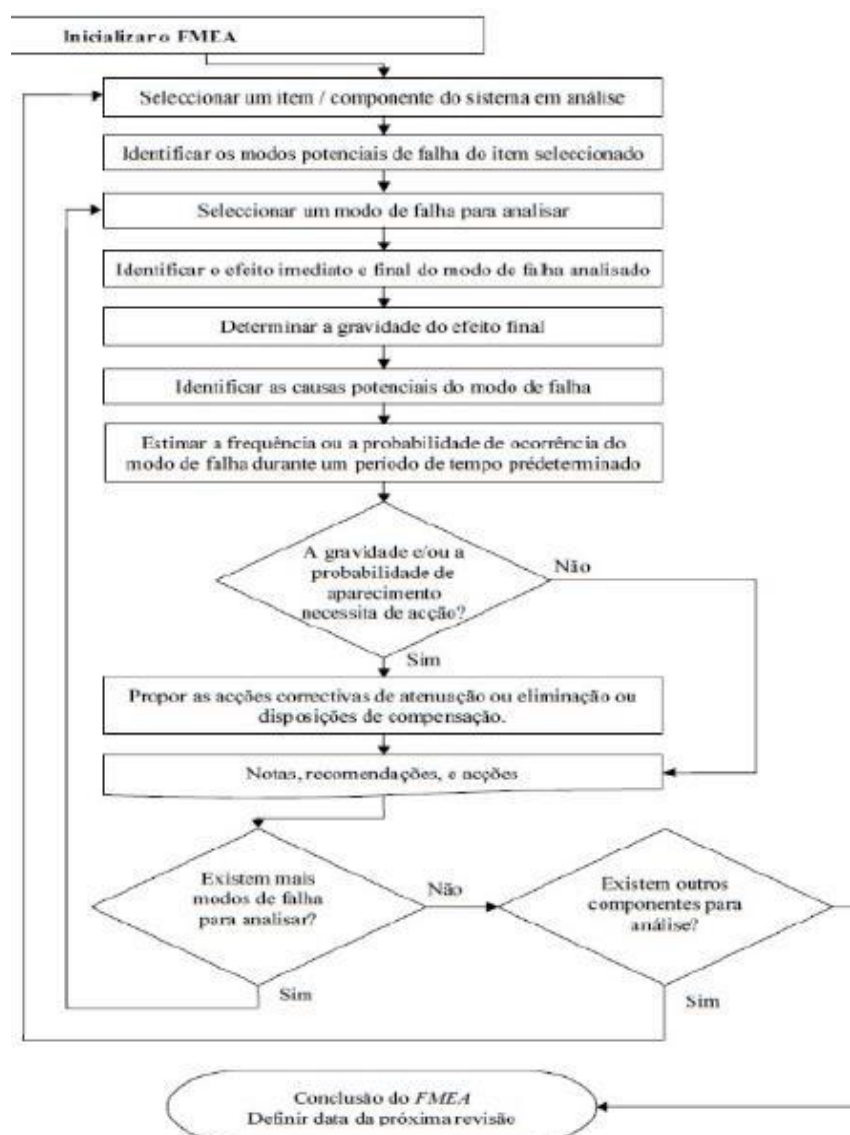 Inicializar o FMEA
Seleccionar um item / componente do sistema em análise
Identificar os modos potenciais de falha do item seleccionado
Seleccionar um modo de falha para analisar
Identificar o efeito imediato e final do modo de falha analisado
Determinar a gravidade do efeito final
Identificar as causas potenciais do modo de falha
Estimar a frequência ou a probabilidade de ocorrência do
modo de falha durante um período de tempo prédeterminado
A gravidade e/ou a
probabilidade de
aparecimento
necessita de acção?
Não
Sim
Propor as acções correctivas de atenuação ou eliminação ou
disposições de compensação.
Notas, recomendações, e acções
Existem mais
modos de falha
para analisar?
Não
Sim
Existem outros
componentes para
análise?
Sim
Conclusão do FMEA
Definir data da próxima revisão